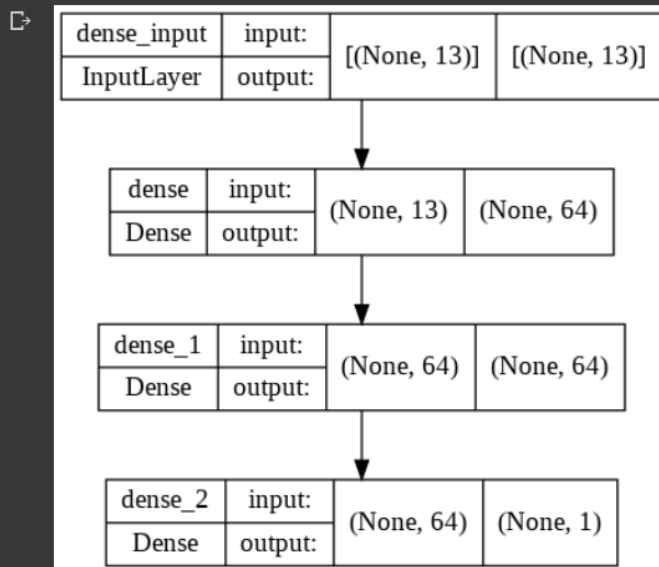 dense_input input: [(None, 13)] [(None, 13)]
InputLayer output:
dense input: (None, 13) (None, 64)
Dense output:
dense_1 input: (None, 64) (None, 64)
Dense output:
dense_2 input: (None, 64) (None, 1)
Dense output: